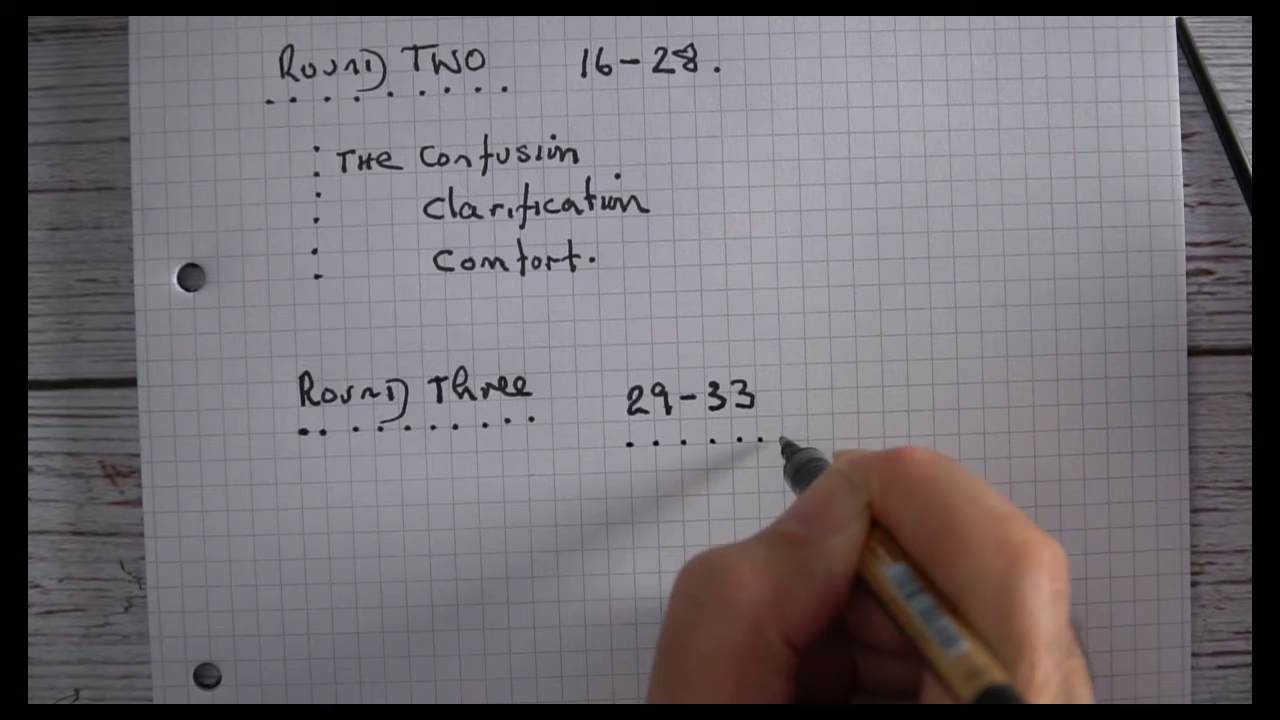 Round Two 16-28.
The Confusion
Clarification
Comfort.
Round Three 29-33